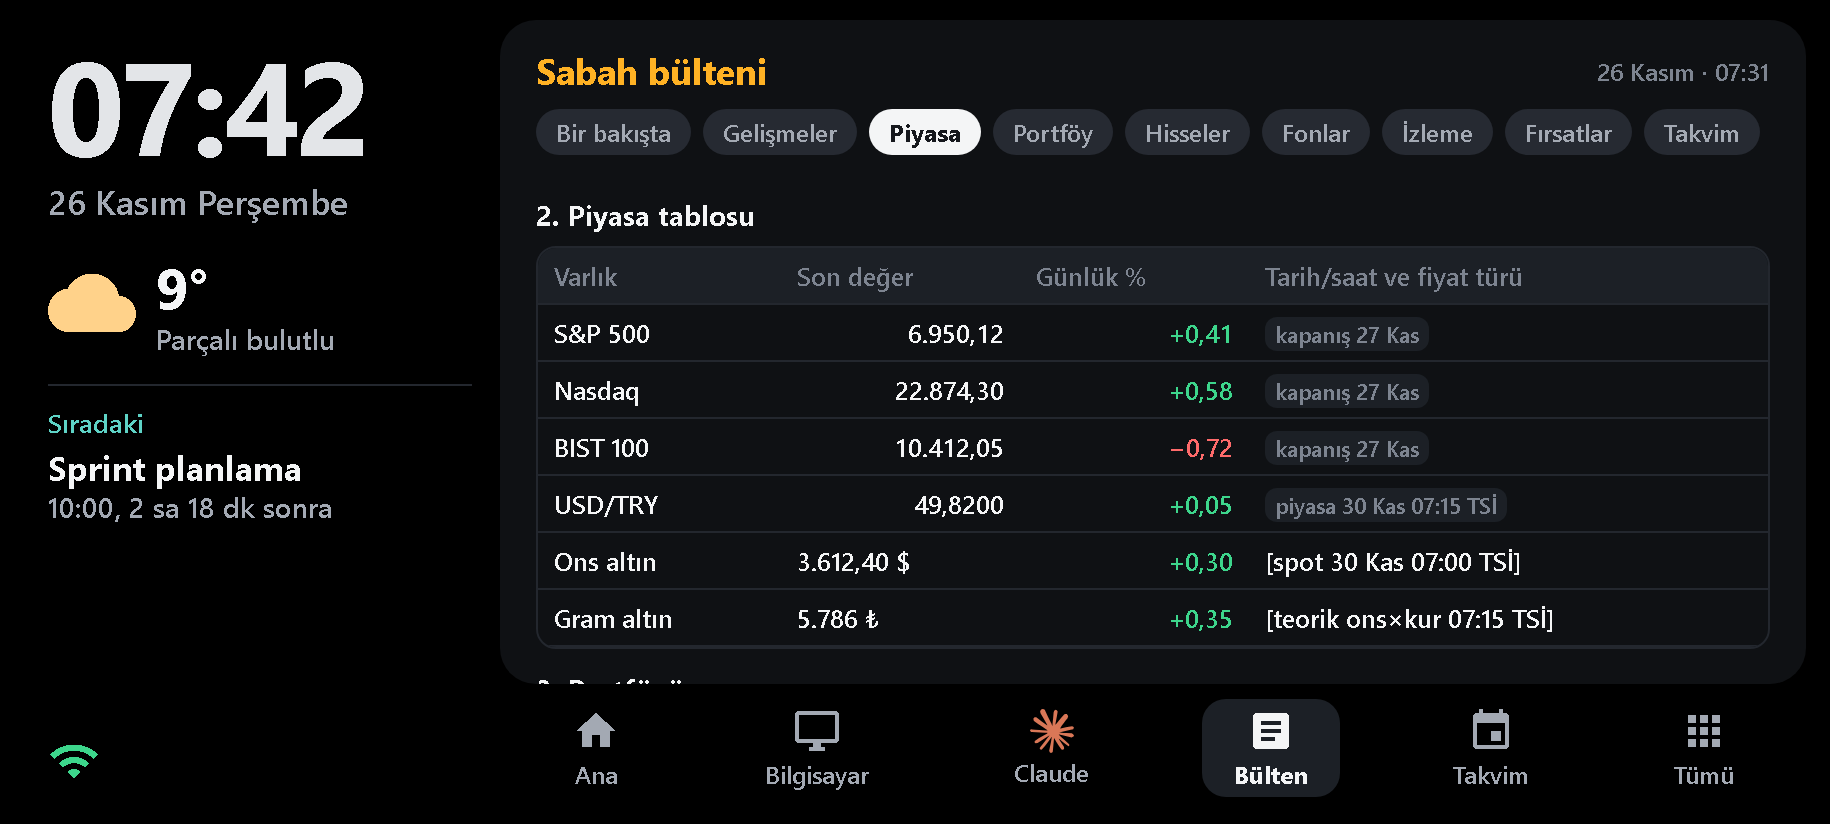 07:42
26 Kasım Perşembe
9°
Parçalı bulutlu
Sıradaki
Sprint planlama
10:00, 2 sa 18 dk sonra
Sabah bülteni
26 Kasım · 07:31
Bir bakışta Gelişmeler Piyasa Portföy Hisseler Fonlar İzleme Fırsatlar Takvim
2. Piyasa tablosu
Varlık Son değer Günlük % Tarih/saat ve fiyat türü
S&P 500 6.950,12 +0,41 kapanış 27 Kas
Nasdaq 22.874,30 +0,58 kapanış 27 Kas
BIST 100 10.412,05 −0,72 kapanış 27 Kas
USD/TRY 49,8200 +0,05 piyasa 30 Kas 07:15 TSİ
Ons altın 3.612,40 $ +0,30 [spot 30 Kas 07:00 TSİ]
Gram altın 5.786 ₺ +0,35 [teorik ons×kur 07:15 TSİ]
Ana Bilgisayar Claude Bülten Takvim Tümü